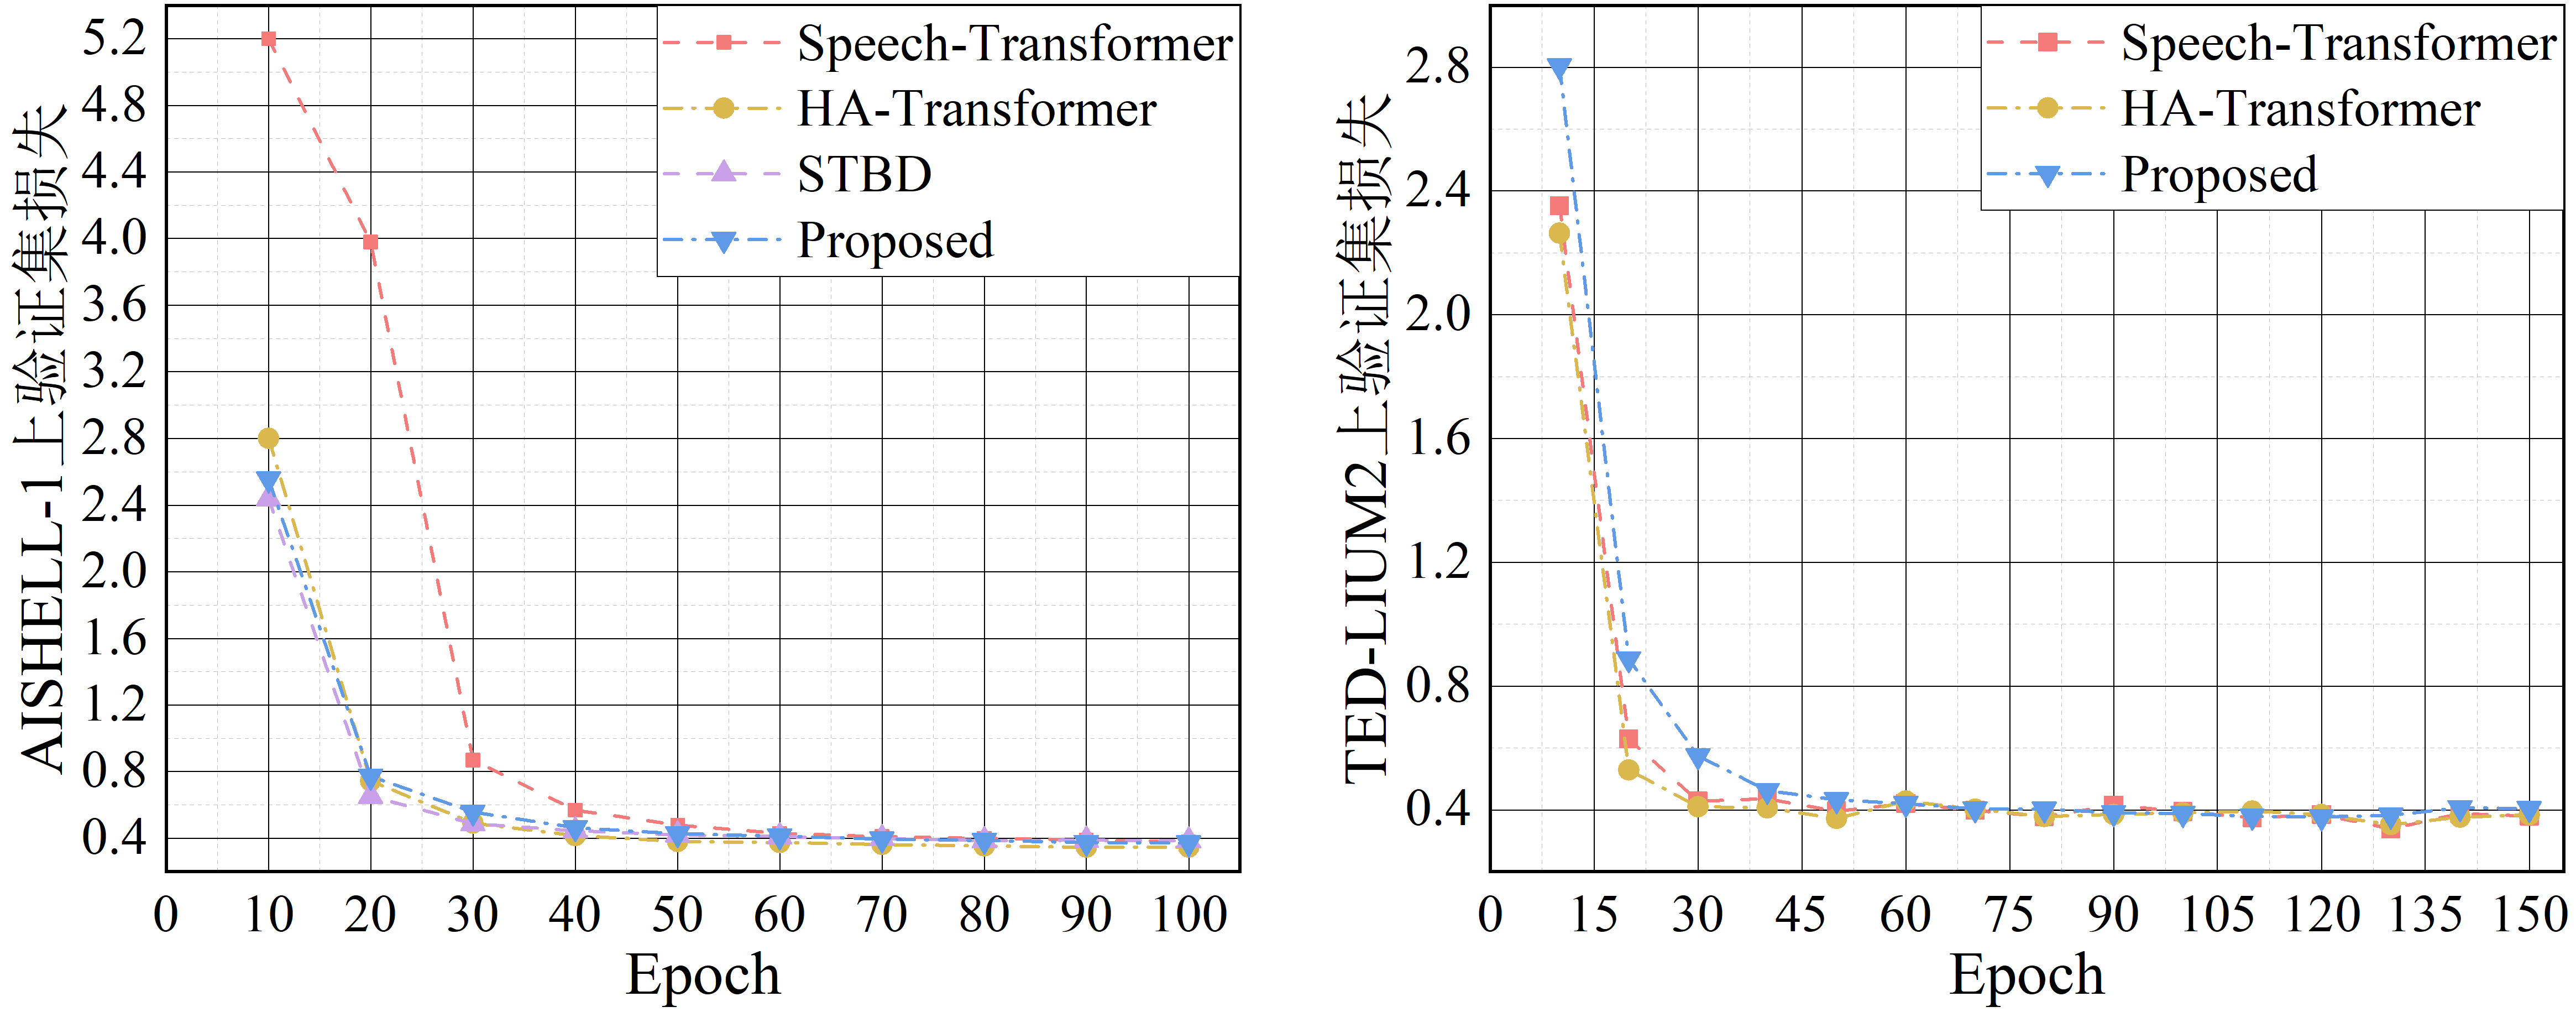 AISHELL-1上验证集损失
5.2
4.8
4.4
4.0
3.6
3.2
2.8
2.4
2.0
1.6
1.2
0.8
0.4
0 10 20 30 40 50 60 70 80 90 100
Epoch
Speech-Transformer
HA-Transformer
STBD
Proposed
TED-LIUM2上验证集损失
2.8
2.4
2.0
1.6
1.2
0.8
0.4
0 15 30 45 60 75 90 105 120 135 150
Epoch
Speech-Transformer
HA-Transformer
Proposed